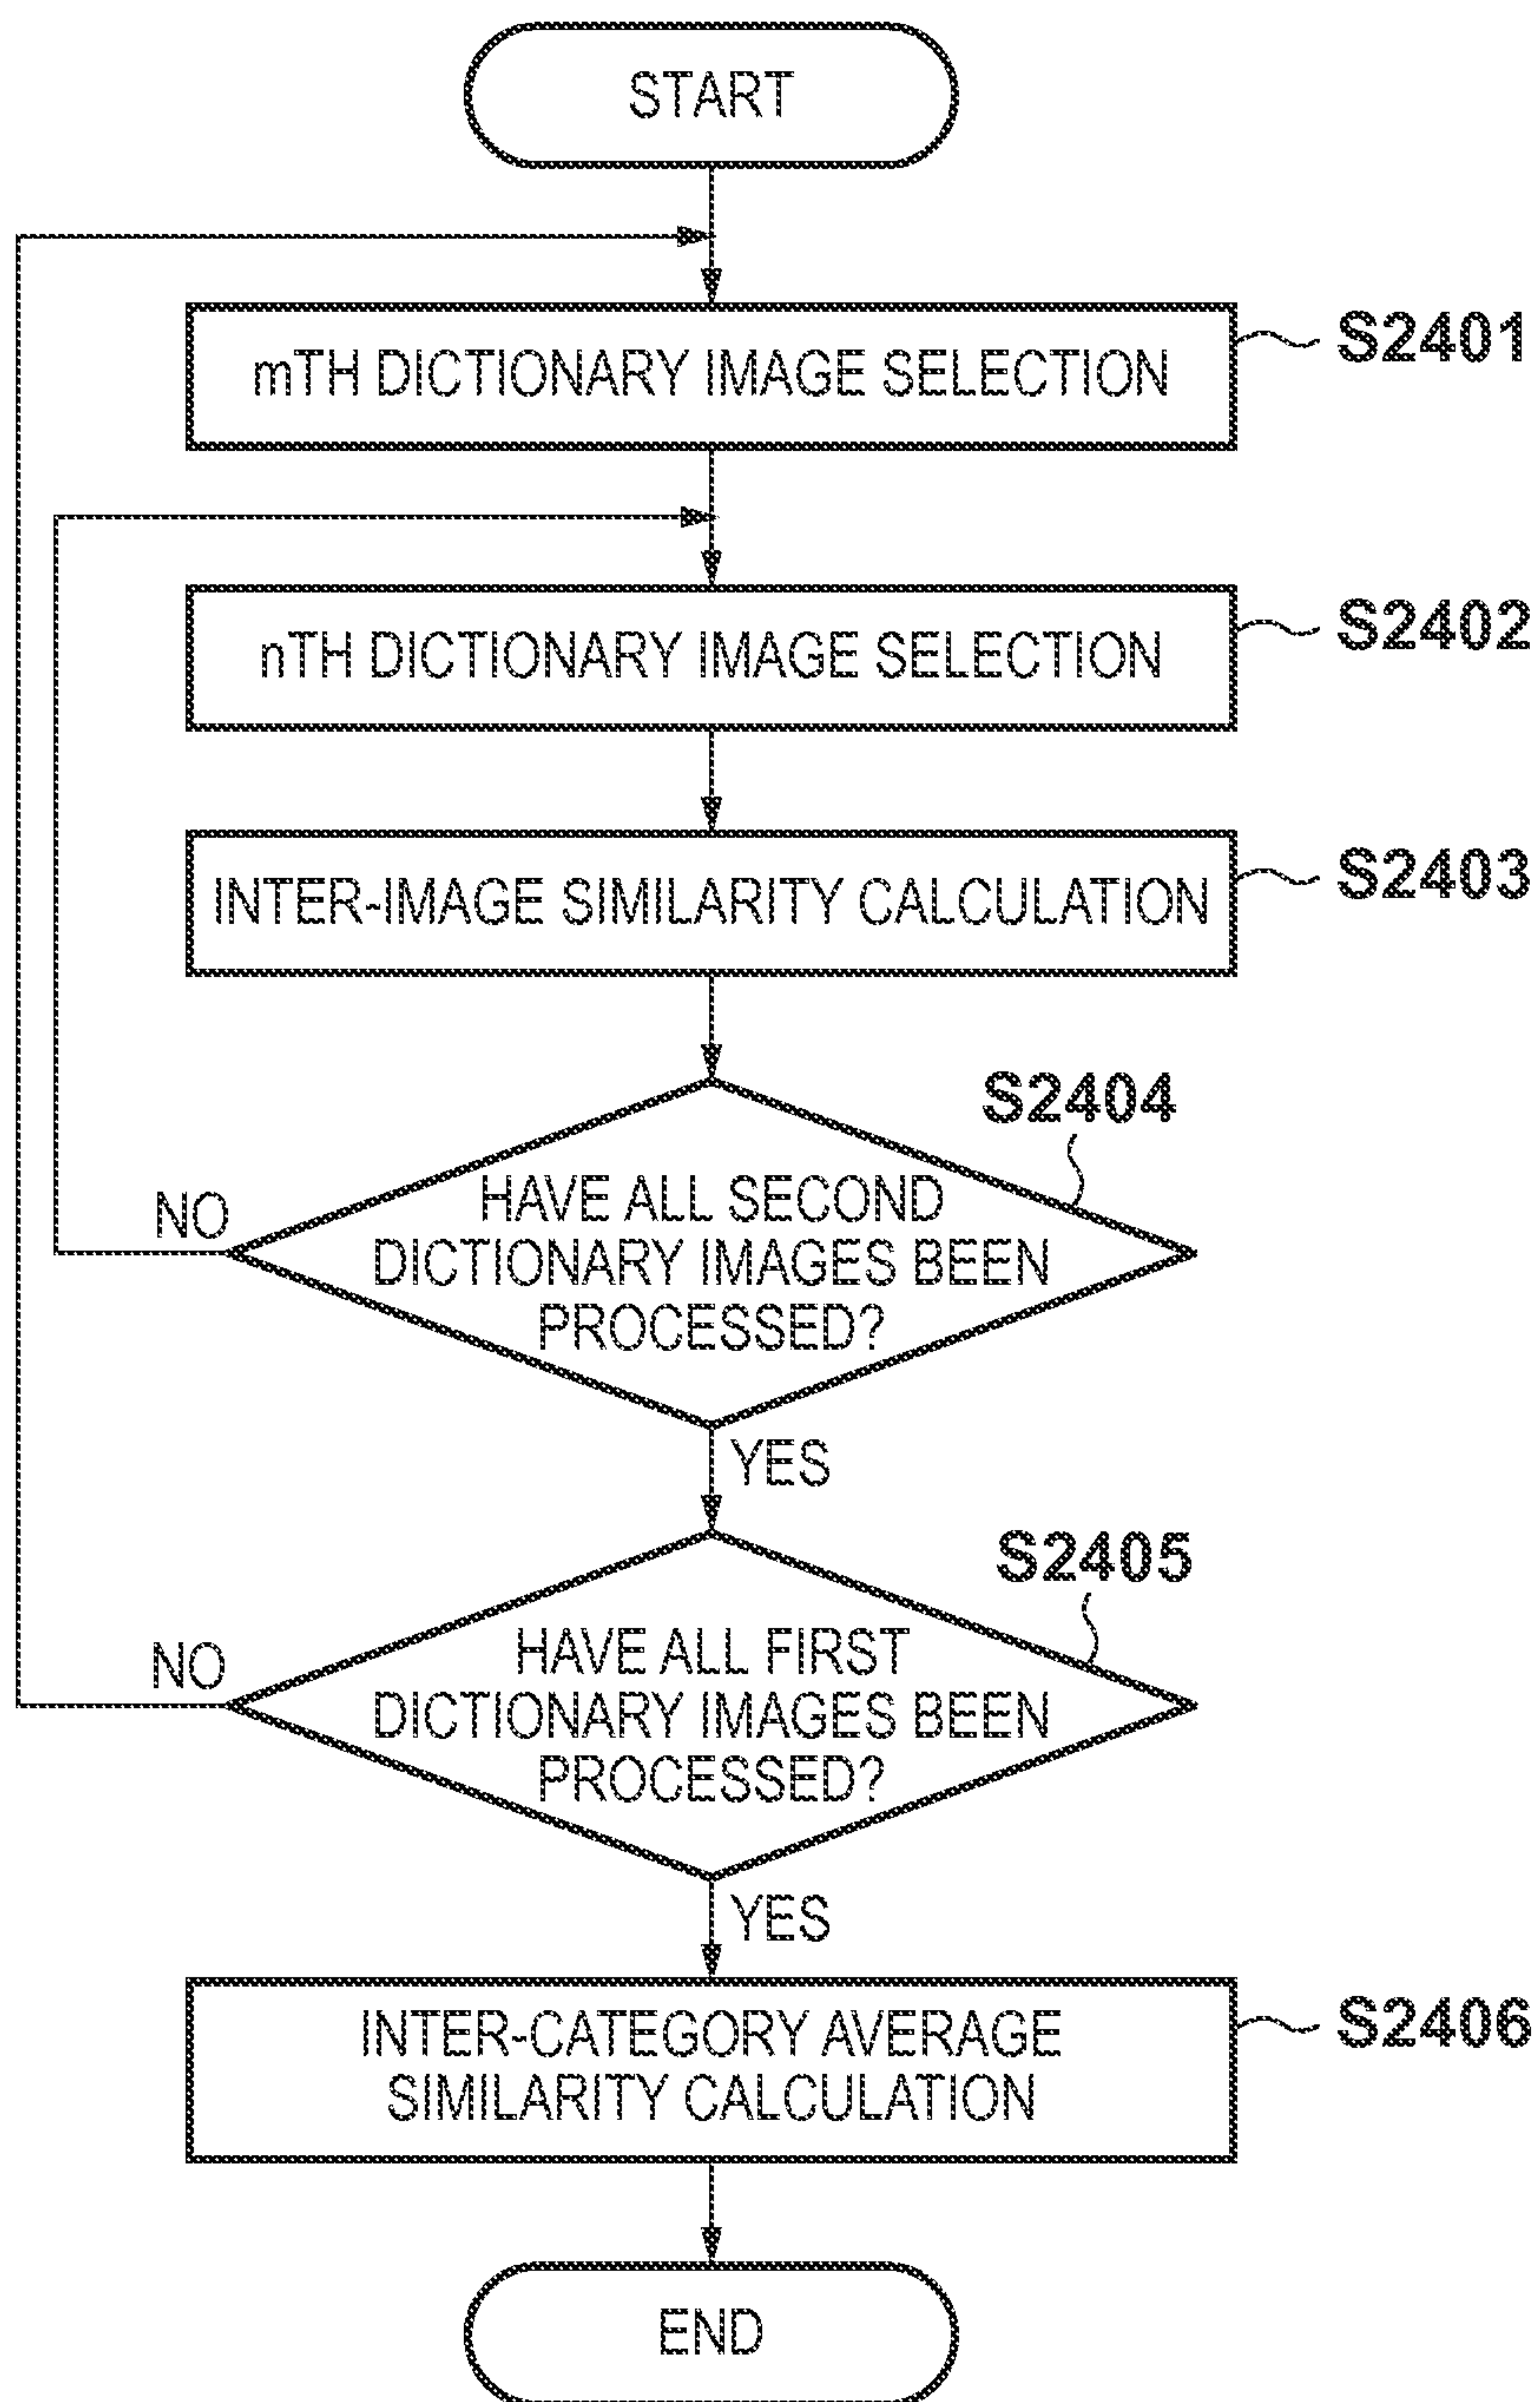 START
mTH DICTIONARY IMAGE SELECTION
S2401
nTH DICTIONARY IMAGE SELECTION
S2402
INTER-IMAGE SIMILARITY CALCULATION
S2403
S2404
HAVE ALL SECOND
DICTIONARY IMAGES BEEN
PROCESSED?
NO
YES
S2405
HAVE ALL FIRST
DICTIONARY IMAGES BEEN
PROCESSED?
NO
YES
INTER-CATEGORY AVERAGE
SIMILARITY CALCULATION
S2406
END